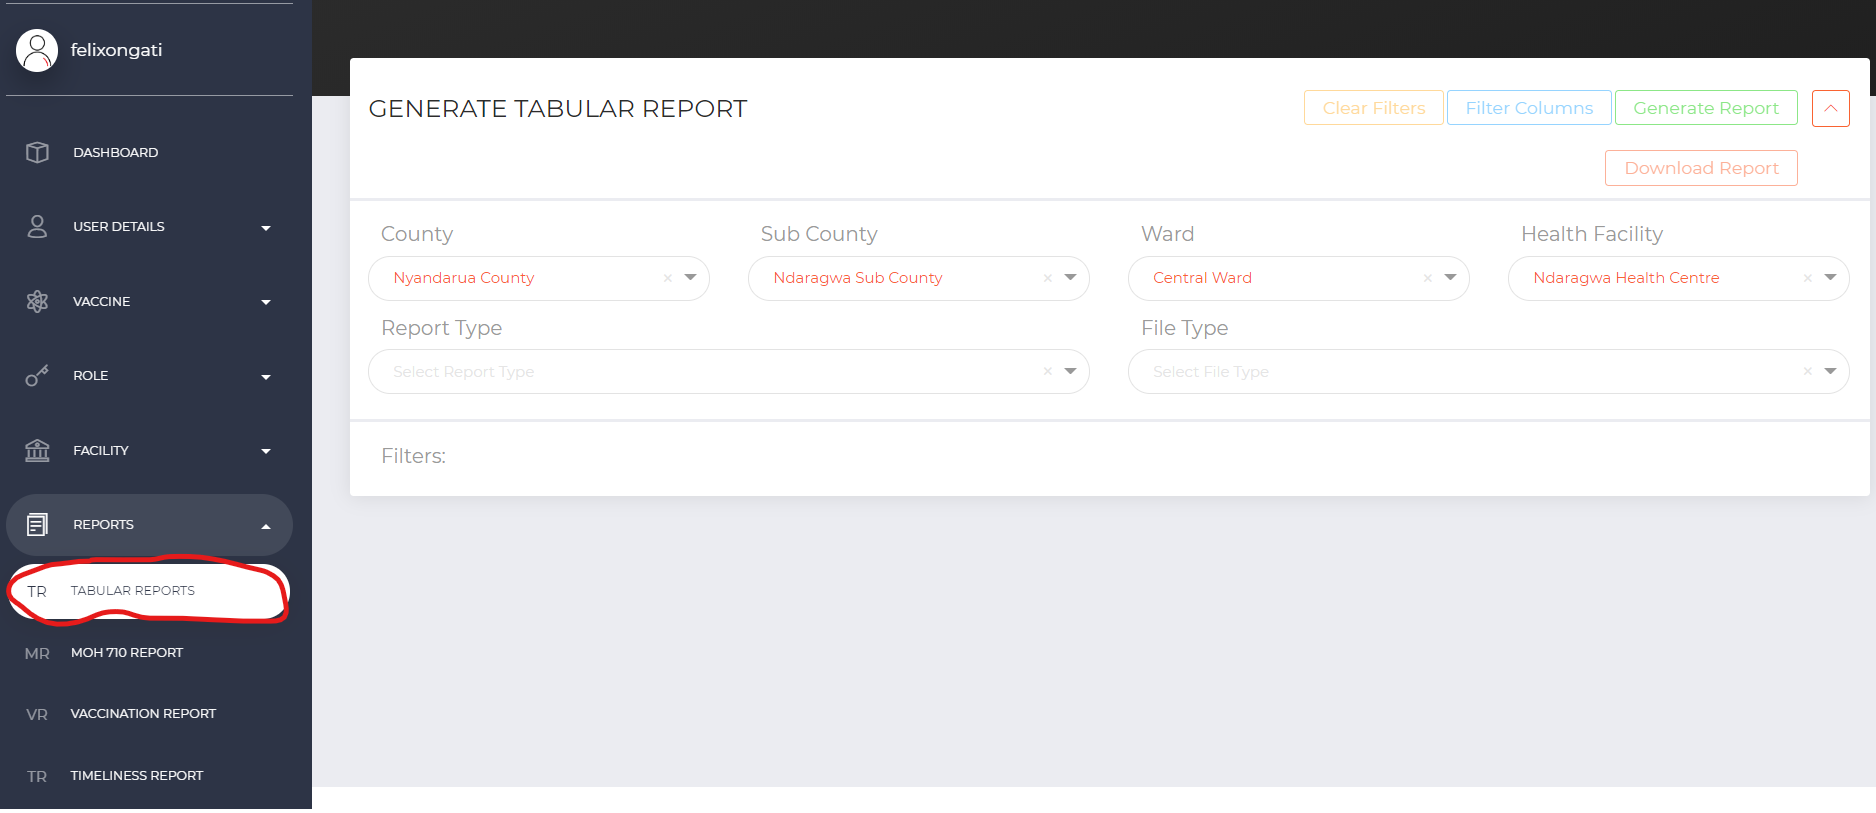 felixongati
DASHBOARD
USER DETAILS
VACCINE
ROLE
FACILITY
REPORTS
TR TABULAR REPORTS
MR MOH 710 REPORT
VR VACCINATION REPORT
TR TIMELINESS REPORT
GENERATE TABULAR REPORT
Clear Filters Filter Columns Generate Report
Download Report
County Sub County Ward Health Facility
Nyandarua County × Ndaragwa Sub County × Central Ward × Ndaragwa Health Centre ×
Report Type File Type
Select Report Type × Select File Type ×
Filters: